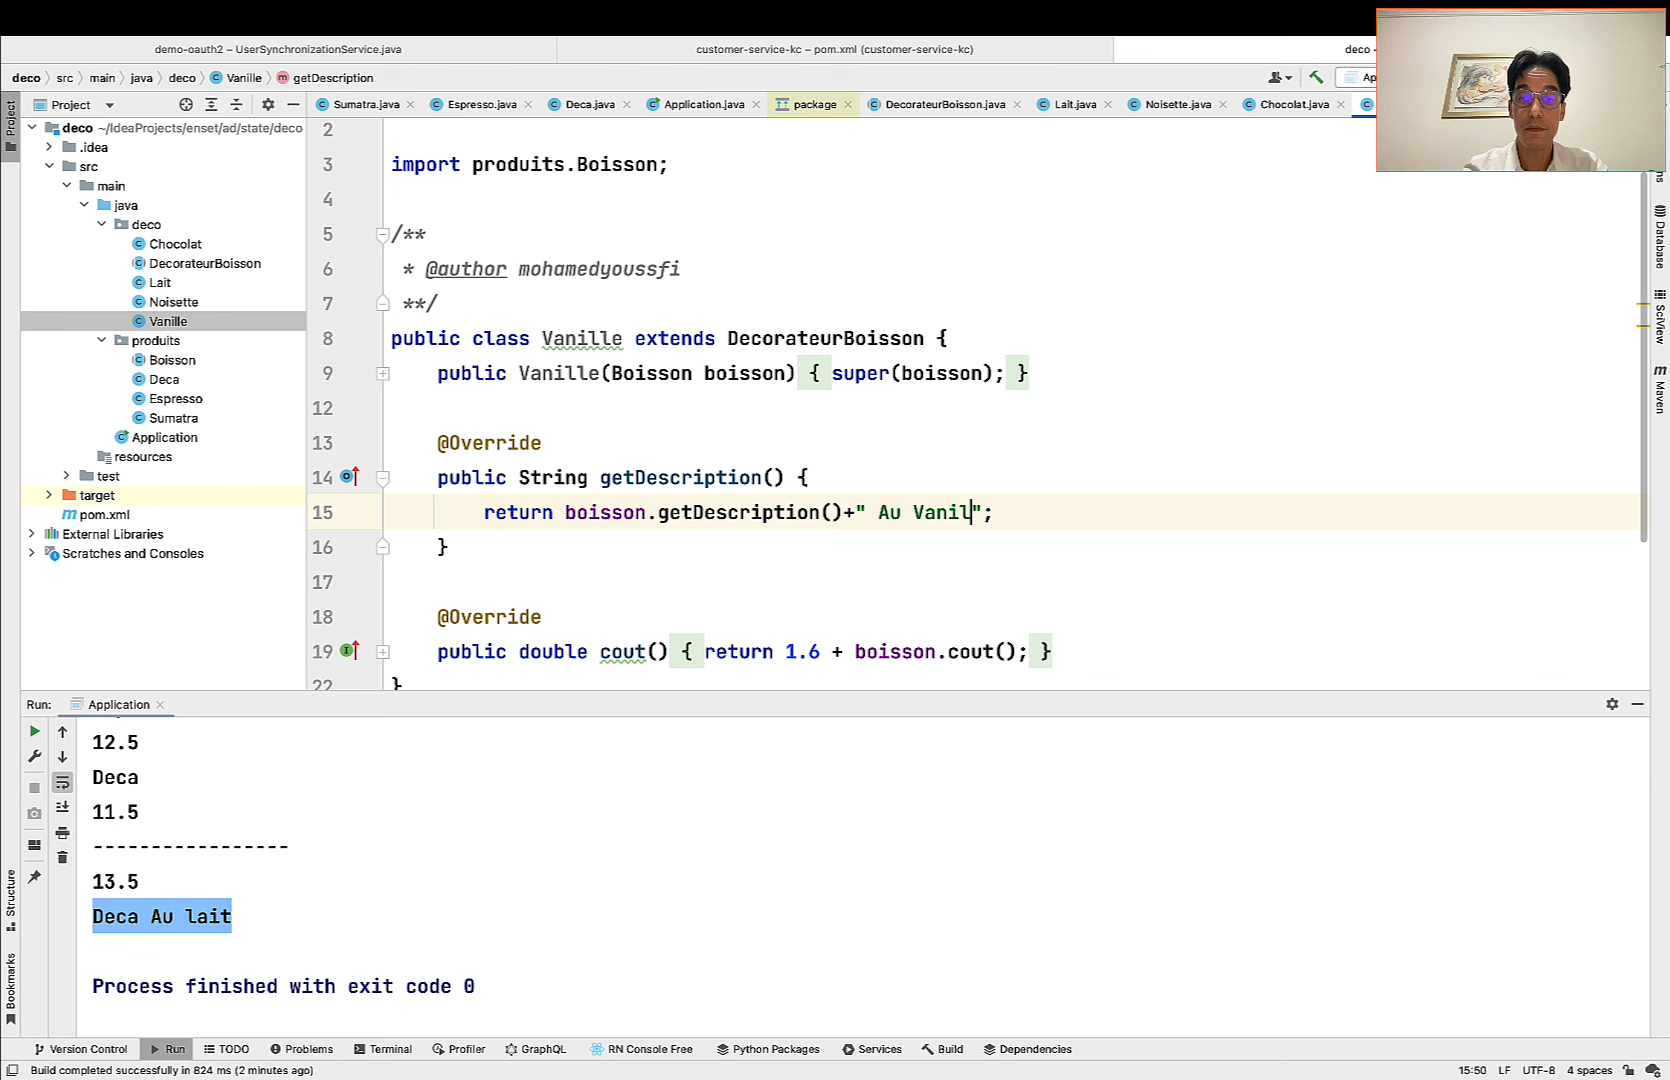 demo-oauth2 – UserSynchronizationService.java
customer-service-kc – pom.xml (customer-service-kc)
deco –
deco
src
main
java
deco
Vanille
getDescription
Ap
Project
Project
Sumatra.java
Espresso.java
Deca.java
Application.java
package
DecorateurBoisson.java
Lait.java
Noisette.java
Chocolat.java
deco ~/IdeaProjects/enset/ad/state/deco
.idea
src
main
java
deco
Chocolat
DecorateurBoisson
Lait
Noisette
Vanille
produits
Boisson
Deca
Espresso
Sumatra
Application
resources
test
target
pom.xml
External Libraries
Scratches and Consoles
2
3 import produits.Boisson;
4
5 /**
6 * @author mohamedyoussfi
7 **/
8 public class Vanille extends DecorateurBoisson {
9 public Vanille(Boisson boisson) { super(boisson); }
12
13 @Override
14 public String getDescription() {
15 return boisson.getDescription()+" Au Vanil";
16 }
17
18 @Override
19 public double cout() { return 1.6 + boisson.cout(); }
22 }
Database
SciView
Maven
Run:
Application
12.5
Deca
11.5
-----------------
13.5
Deca Au lait
Process finished with exit code 0
Structure
Bookmarks
Version Control
Run
TODO
Problems
Terminal
Profiler
GraphQL
RN Console Free
Python Packages
Services
Build
Dependencies
Build completed successfully in 824 ms (2 minutes ago)
15:50
LF
UTF-8
4 spaces